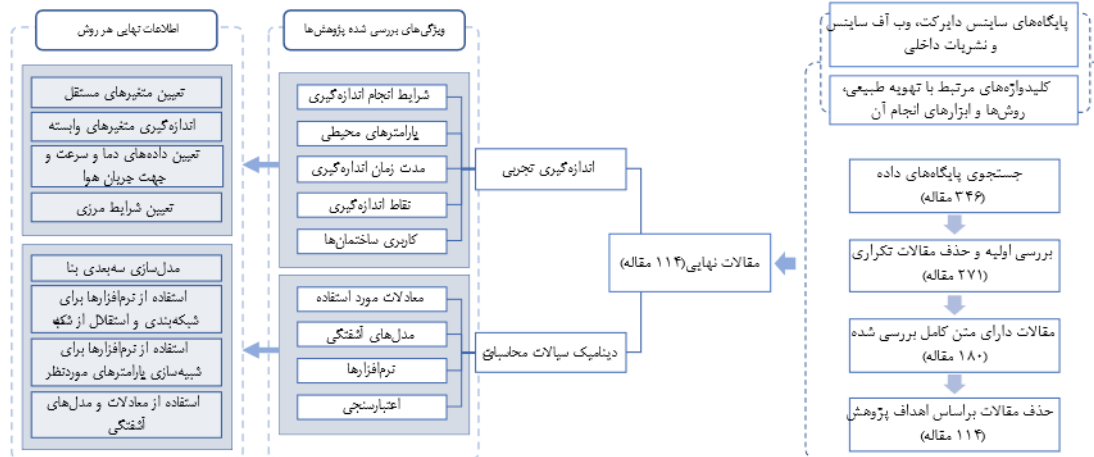 پایگاه‌های ساینس دایرکت، وب آف ساینس
و نشریات داخلی
کلیدواژه‌های مرتبط با تهویه طبیعی،
روش‌ها و ابزارهای انجام آن
جستجوی پایگاه‌های داده
(۳۴۶ مقاله)
بررسی اولیه و حذف مقالات تکراری
(۲۷۱ مقاله)
مقالات دارای متن کامل بررسی شده
(۱۸۰ مقاله)
حذف مقالات براساس اهداف پژوهش
(۱۱۴ مقاله)
مقالات نهایی(۱۱۴ مقاله)
اندازه‌گیری تجربی
دینامیک سیالات محاسباتی
ویژگی‌های بررسی شده پژوهش‌ها
شرایط انجام اندازه‌گیری
پارامترهای محیطی
مدت زمان اندازه‌گیری
نقاط اندازه‌گیری
کاربری ساختمان‌ها
معادلات مورد استفاده
مدل‌های آشفتگی
نرم‌افزارها
اعتبارسنجی
اطلاعات نهایی هر روش
تعیین متغیرهای مستقل
اندازه‌گیری متغیرهای وابسته
تعیین داده‌های دما و سرعت و
جهت جریان هوا
تعیین شرایط مرزی
مدل‌سازی سه‌بعدی بنا
استفاده از نرم‌افزارها برای
شبکه‌بندی و استقلال از شبکه
استفاده از نرم‌افزارها برای
شبیه‌سازی پارامترهای موردنظر
استفاده از معادلات و مدل‌های
آشفتگی